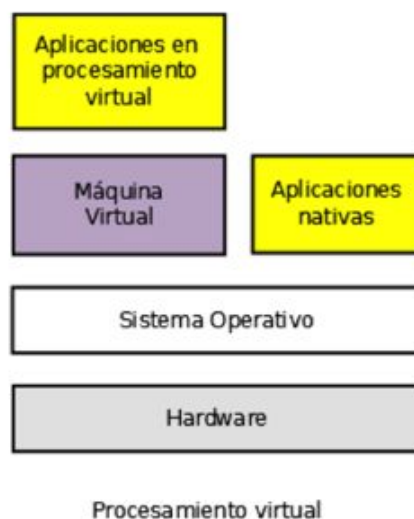 Aplicaciones en
procesamiento
virtual
Máquina
Virtual
Aplicaciones
nativas
Sistema Operativo
Hardware
Procesamiento virtual